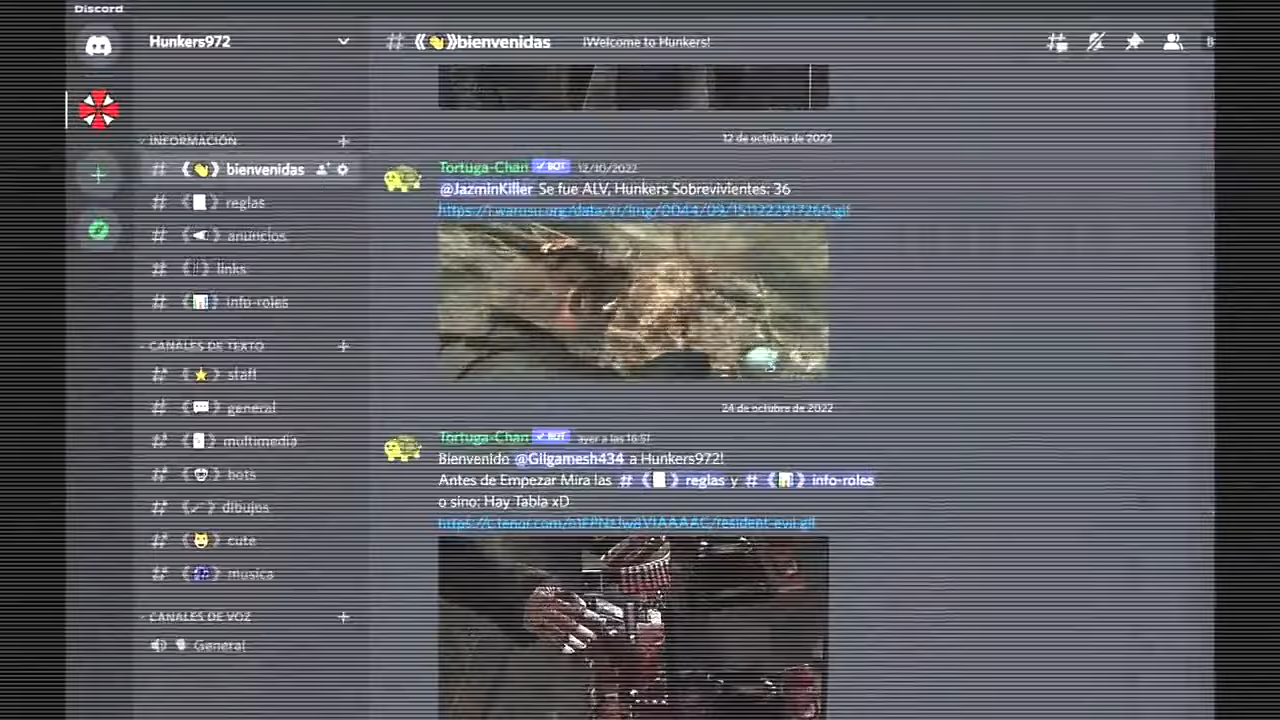 Discord
Hunkers972
# 《👋》bienvenidas
¡Welcome to Hunkers!
INFORMACIÓN
# 《👋》 bienvenidas
# reglas
# anuncios
# links
# info-roles
CANALES DE TEXTO
# staff
# general
# multimedia
# bots
# dibujos
# cute
# musica
CANALES DE VOZ
General
12 de octubre de 2022
Tortuga-Chan ✓ BOT 12/10/2022
@JazminKiller Se fue ALV, Hunkers Sobrevivientes: 36
24 de octubre de 2022
Tortuga-Chan ✓ BOT ayer a las 16:51
Bienvenido @Gilgamesh434 a Hunkers972!
Antes de Empezar Mira las # reglas y # info-roles
o sino: Hay Tabla xD